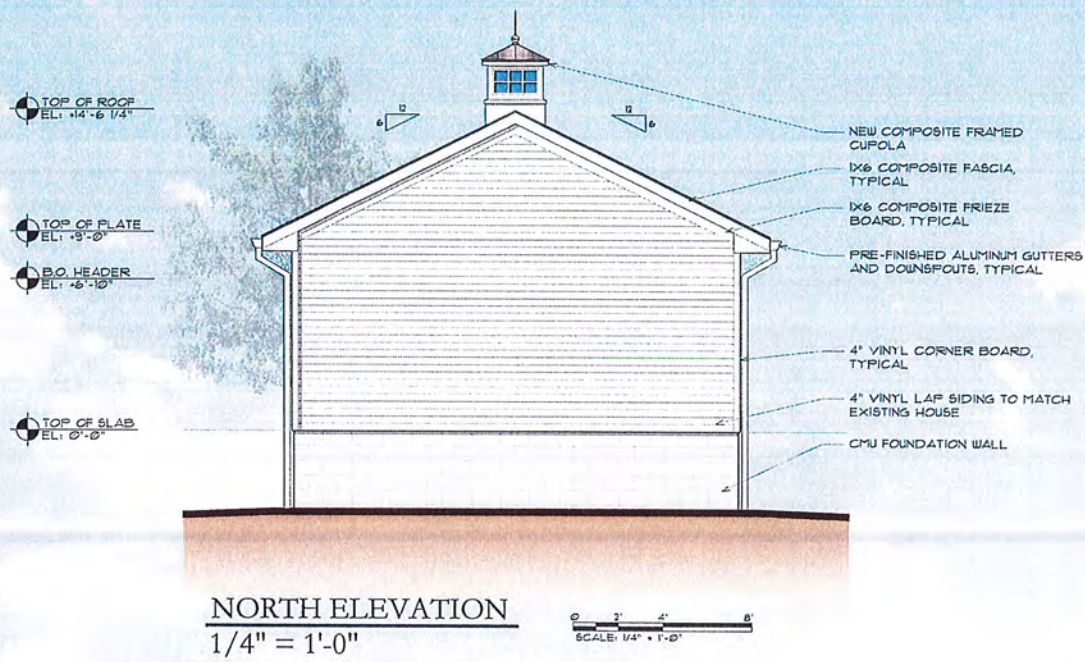 TOP OF ROOF
EL: +14'-6 1/4"
12
6
12
6
NEW COMPOSITE FRAMED
CUPOLA
1X6 COMPOSITE FASCIA,
TYPICAL
1X6 COMPOSITE FRIEZE
BOARD, TYPICAL
TOP OF PLATE
EL: +9'-0"
PRE-FINISHED ALUMINUM GUTTERS
AND DOWNSPOUTS, TYPICAL
B.O. HEADER
EL: +6'-10"
4" VINYL CORNER BOARD,
TYPICAL
4" VINYL LAP SIDING TO MATCH
EXISTING HOUSE
TOP OF SLAB
EL: 0'-0"
CMU FOUNDATION WALL
NORTH ELEVATION
1/4" = 1'-0"
0 2' 4' 8'
SCALE: 1/4" = 1'-0"